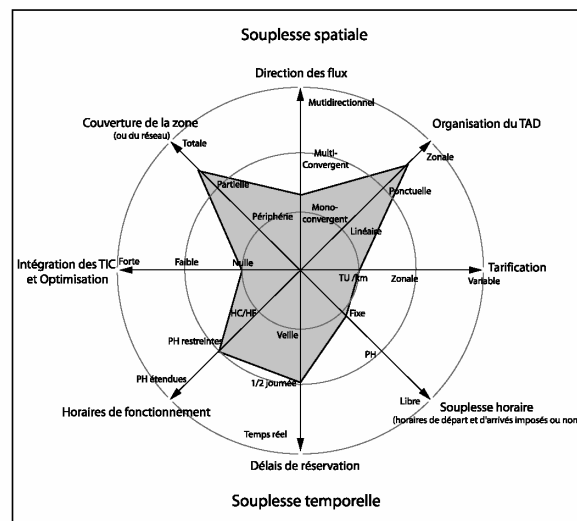 Souplesse spatiale
Direction des flux
Mutidirectionnel
Couverture de la zone
(ou du réseau)
Organisation du TAD
Totale
Zonale
Multi-
Convergent
Partielle
Ponctuelle
Périphérie
Mono-
convergent
Linéaire
Intégration des TIC
et Optimisation
Forte
Faible
Nulle
TU /km
Zonale
Variable
Tarification
HC/HF
Fixe
Veille
PH restreintes
PH
PH étendues
1/2 journée
Libre
Horaires de fonctionnement
Souplesse horaire
(horaires de départ et d'arrivés imposés ou non
Temps réel
Délais de réservation
Souplesse temporelle